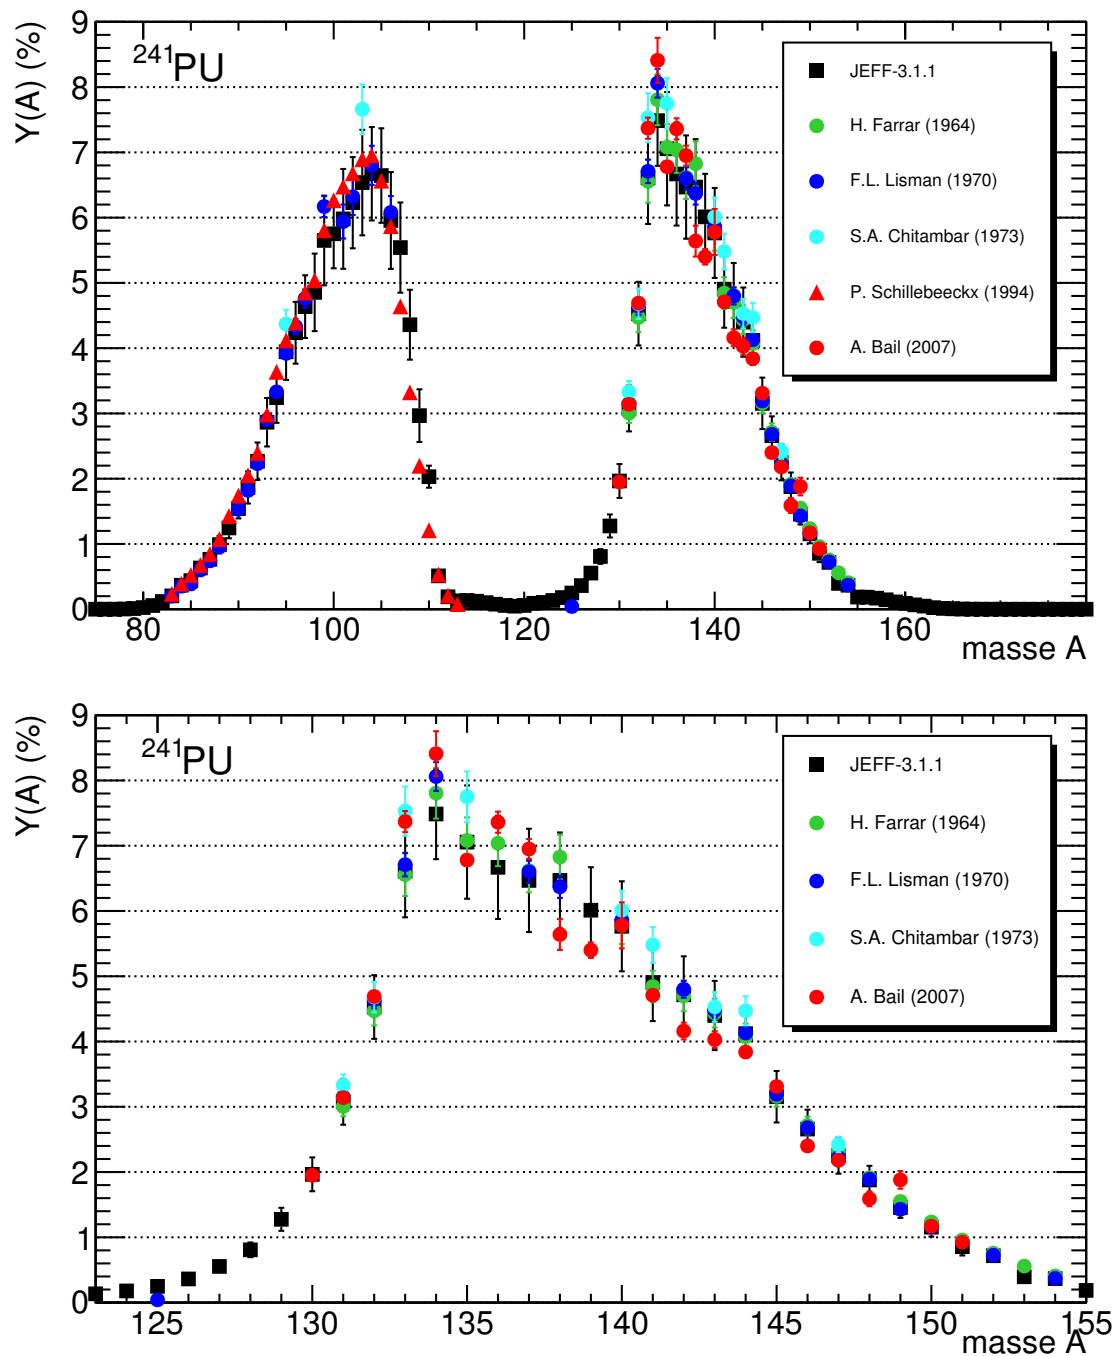 Y(A) (%)
²⁴¹PU
9
8
7
6
5
4
3
2
1
0
JEFF-3.1.1
H. Farrar (1964)
F.L. Lisman (1970)
S.A. Chitambar (1973)
P. Schillebeeckx (1994)
A. Bail (2007)
80 100 120 140 160
masse A
Y(A) (%)
²⁴¹PU
9
8
7
6
5
4
3
2
1
0
JEFF-3.1.1
H. Farrar (1964)
F.L. Lisman (1970)
S.A. Chitambar (1973)
A. Bail (2007)
125 130 135 140 145 150 155
masse A